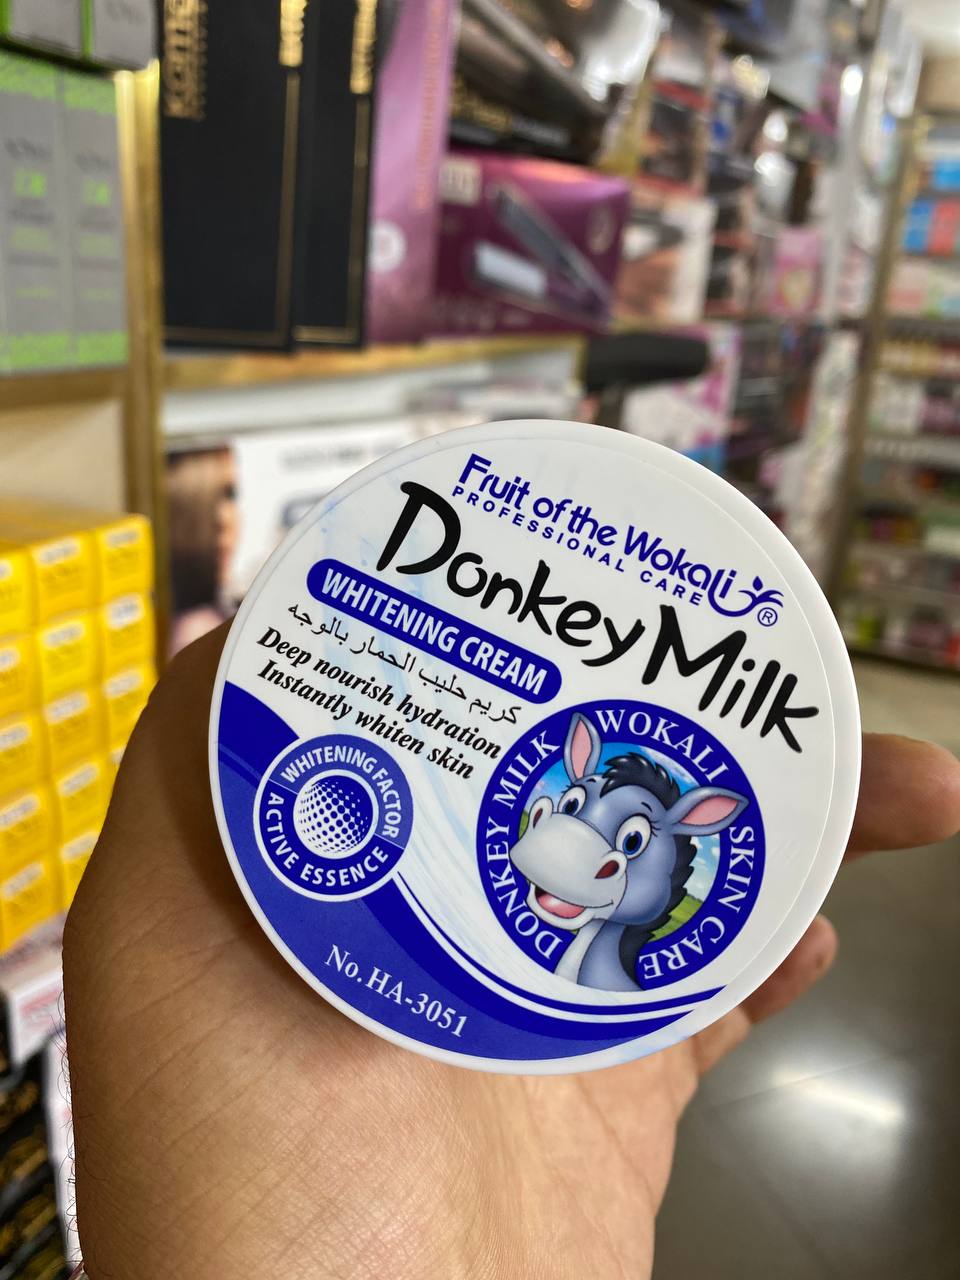 Fruit of the Wokali ®
PROFESSIONAL CARE
Donkey Milk
WHITENING CREAM
كريم حليب الحمار بالوجه
Deep nourish hydration
Instantly whiten skin
WHITENING FACTOR
ACTIVE ESSENCE
DONKEY MILK WOKALI SKIN CARE
No.HA-3051